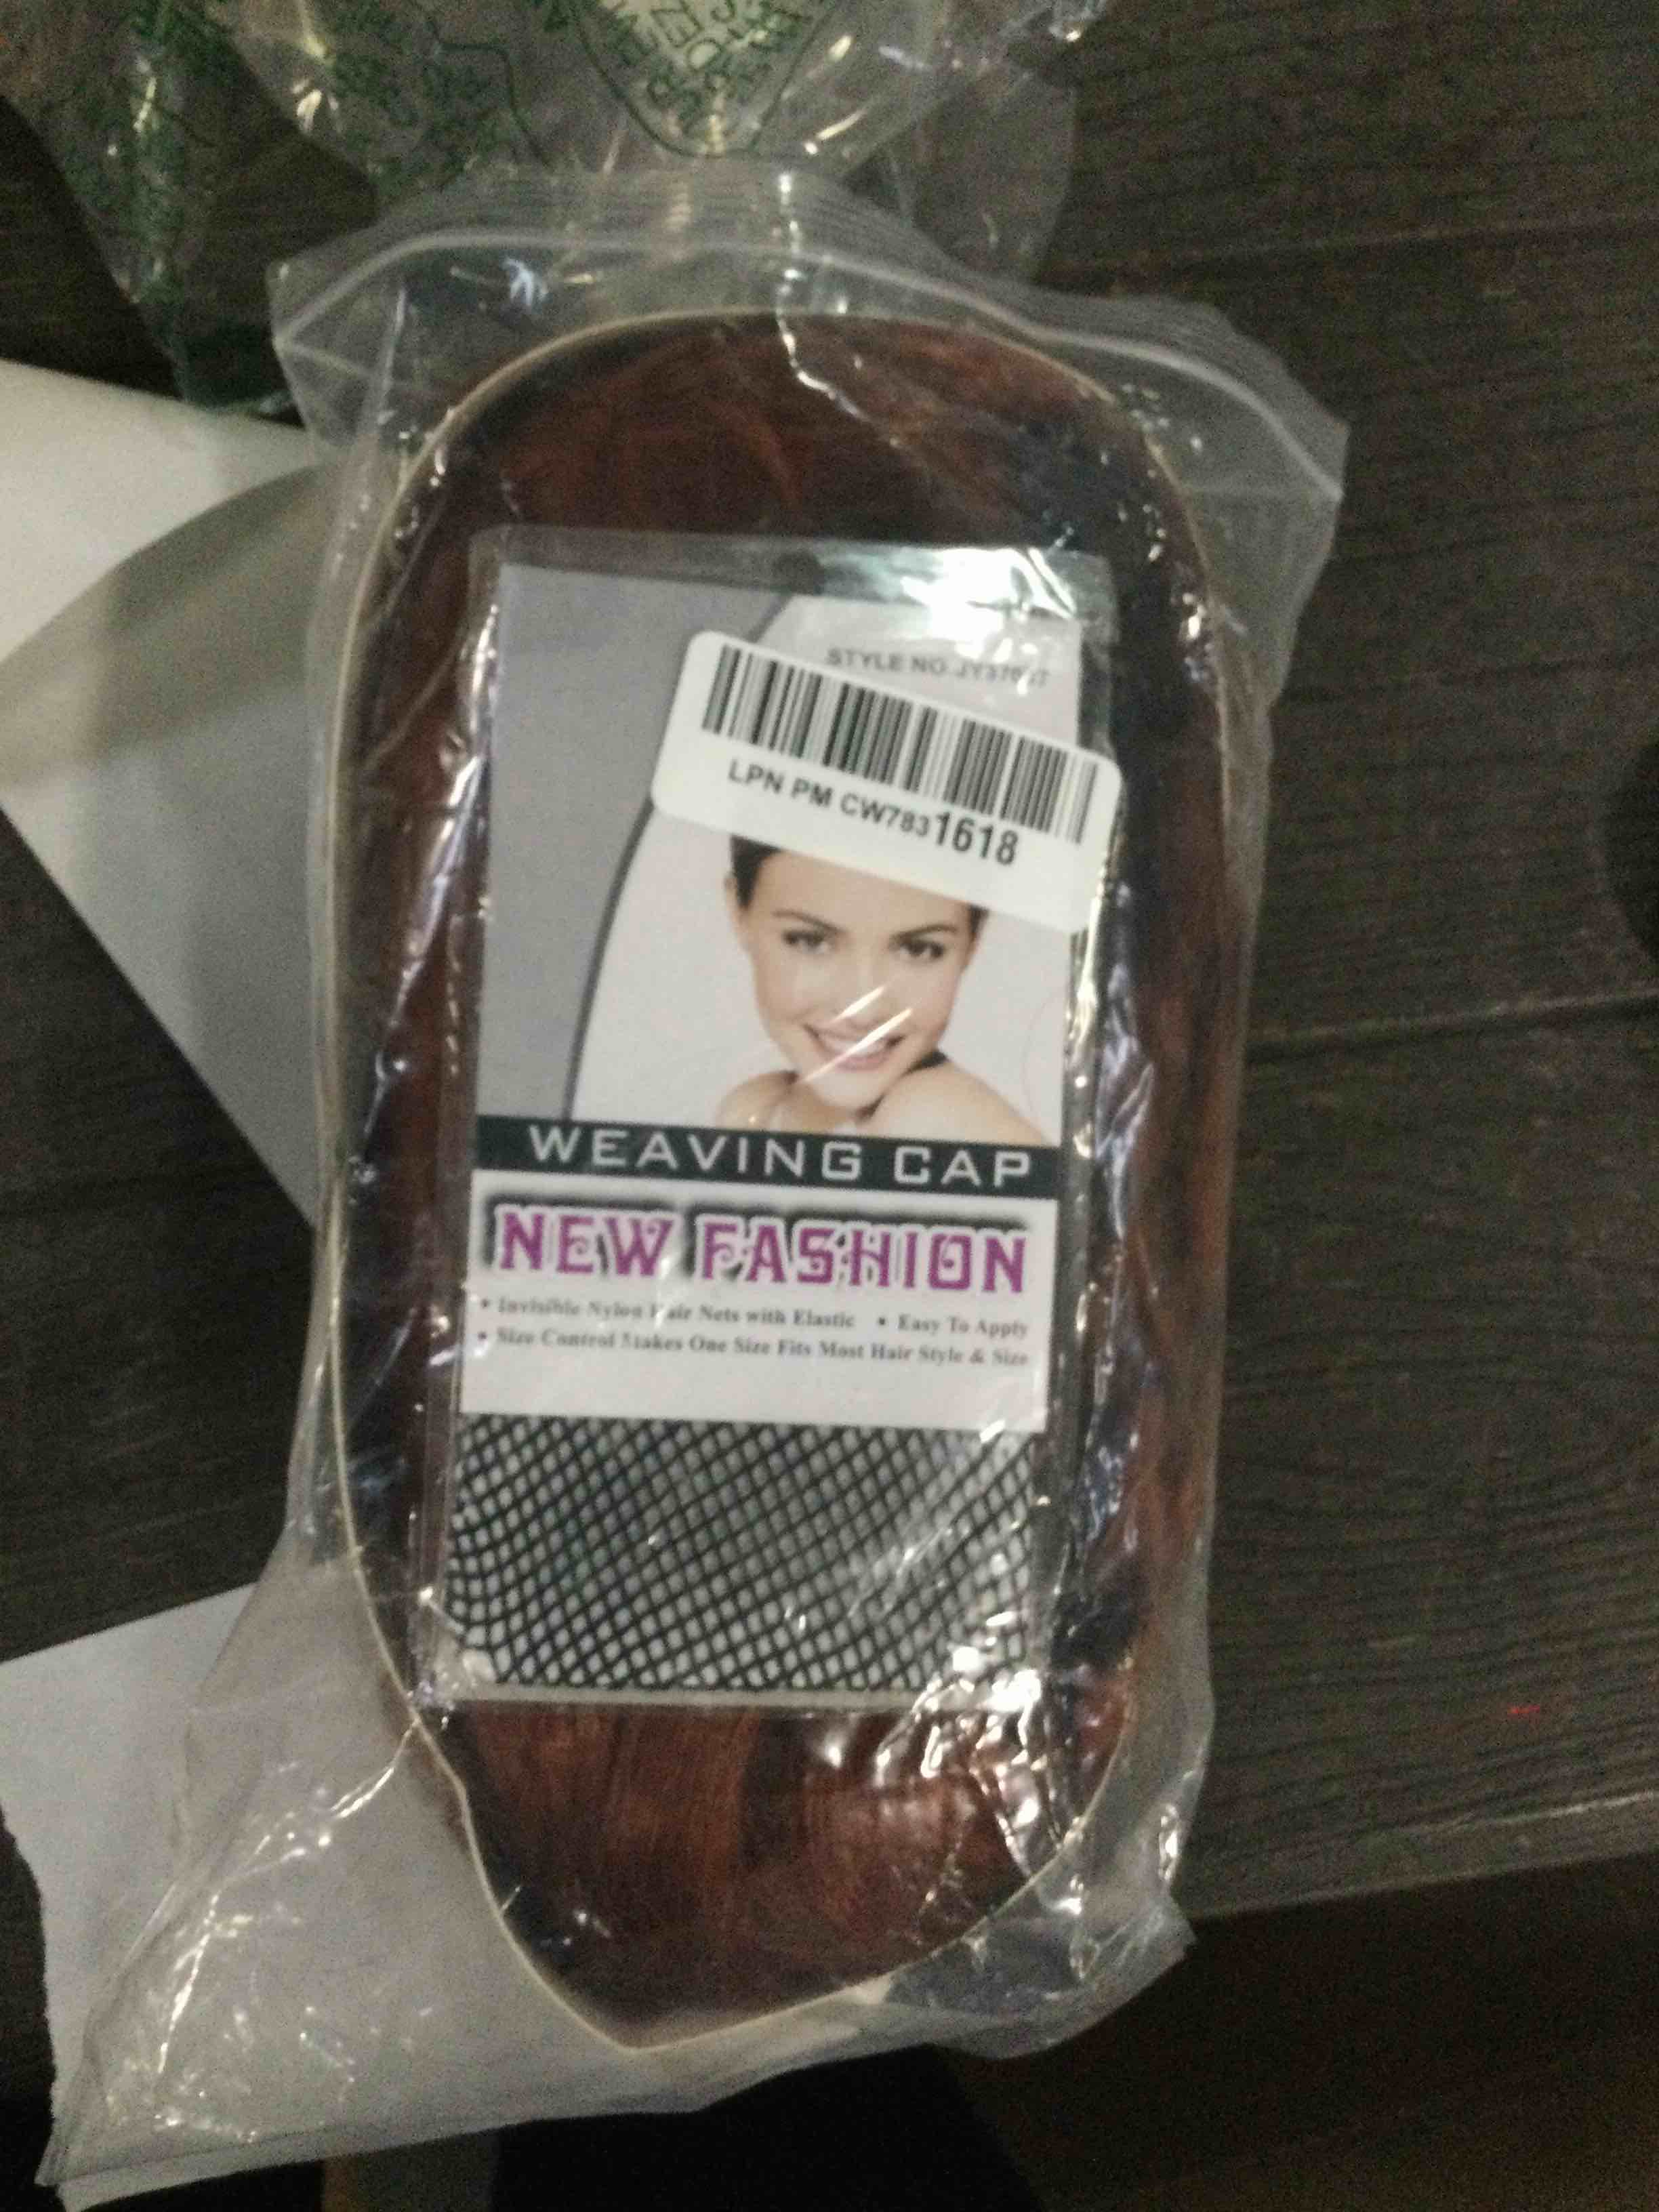 STYLE NO.
LPN PM CW7831618
WEAVING CAP
NEW FASHION
• Invisible Nylon Hair Nets with Elastic • Easy To Apply
• Size Control Makes One Size Fits Most Hair Style & Size